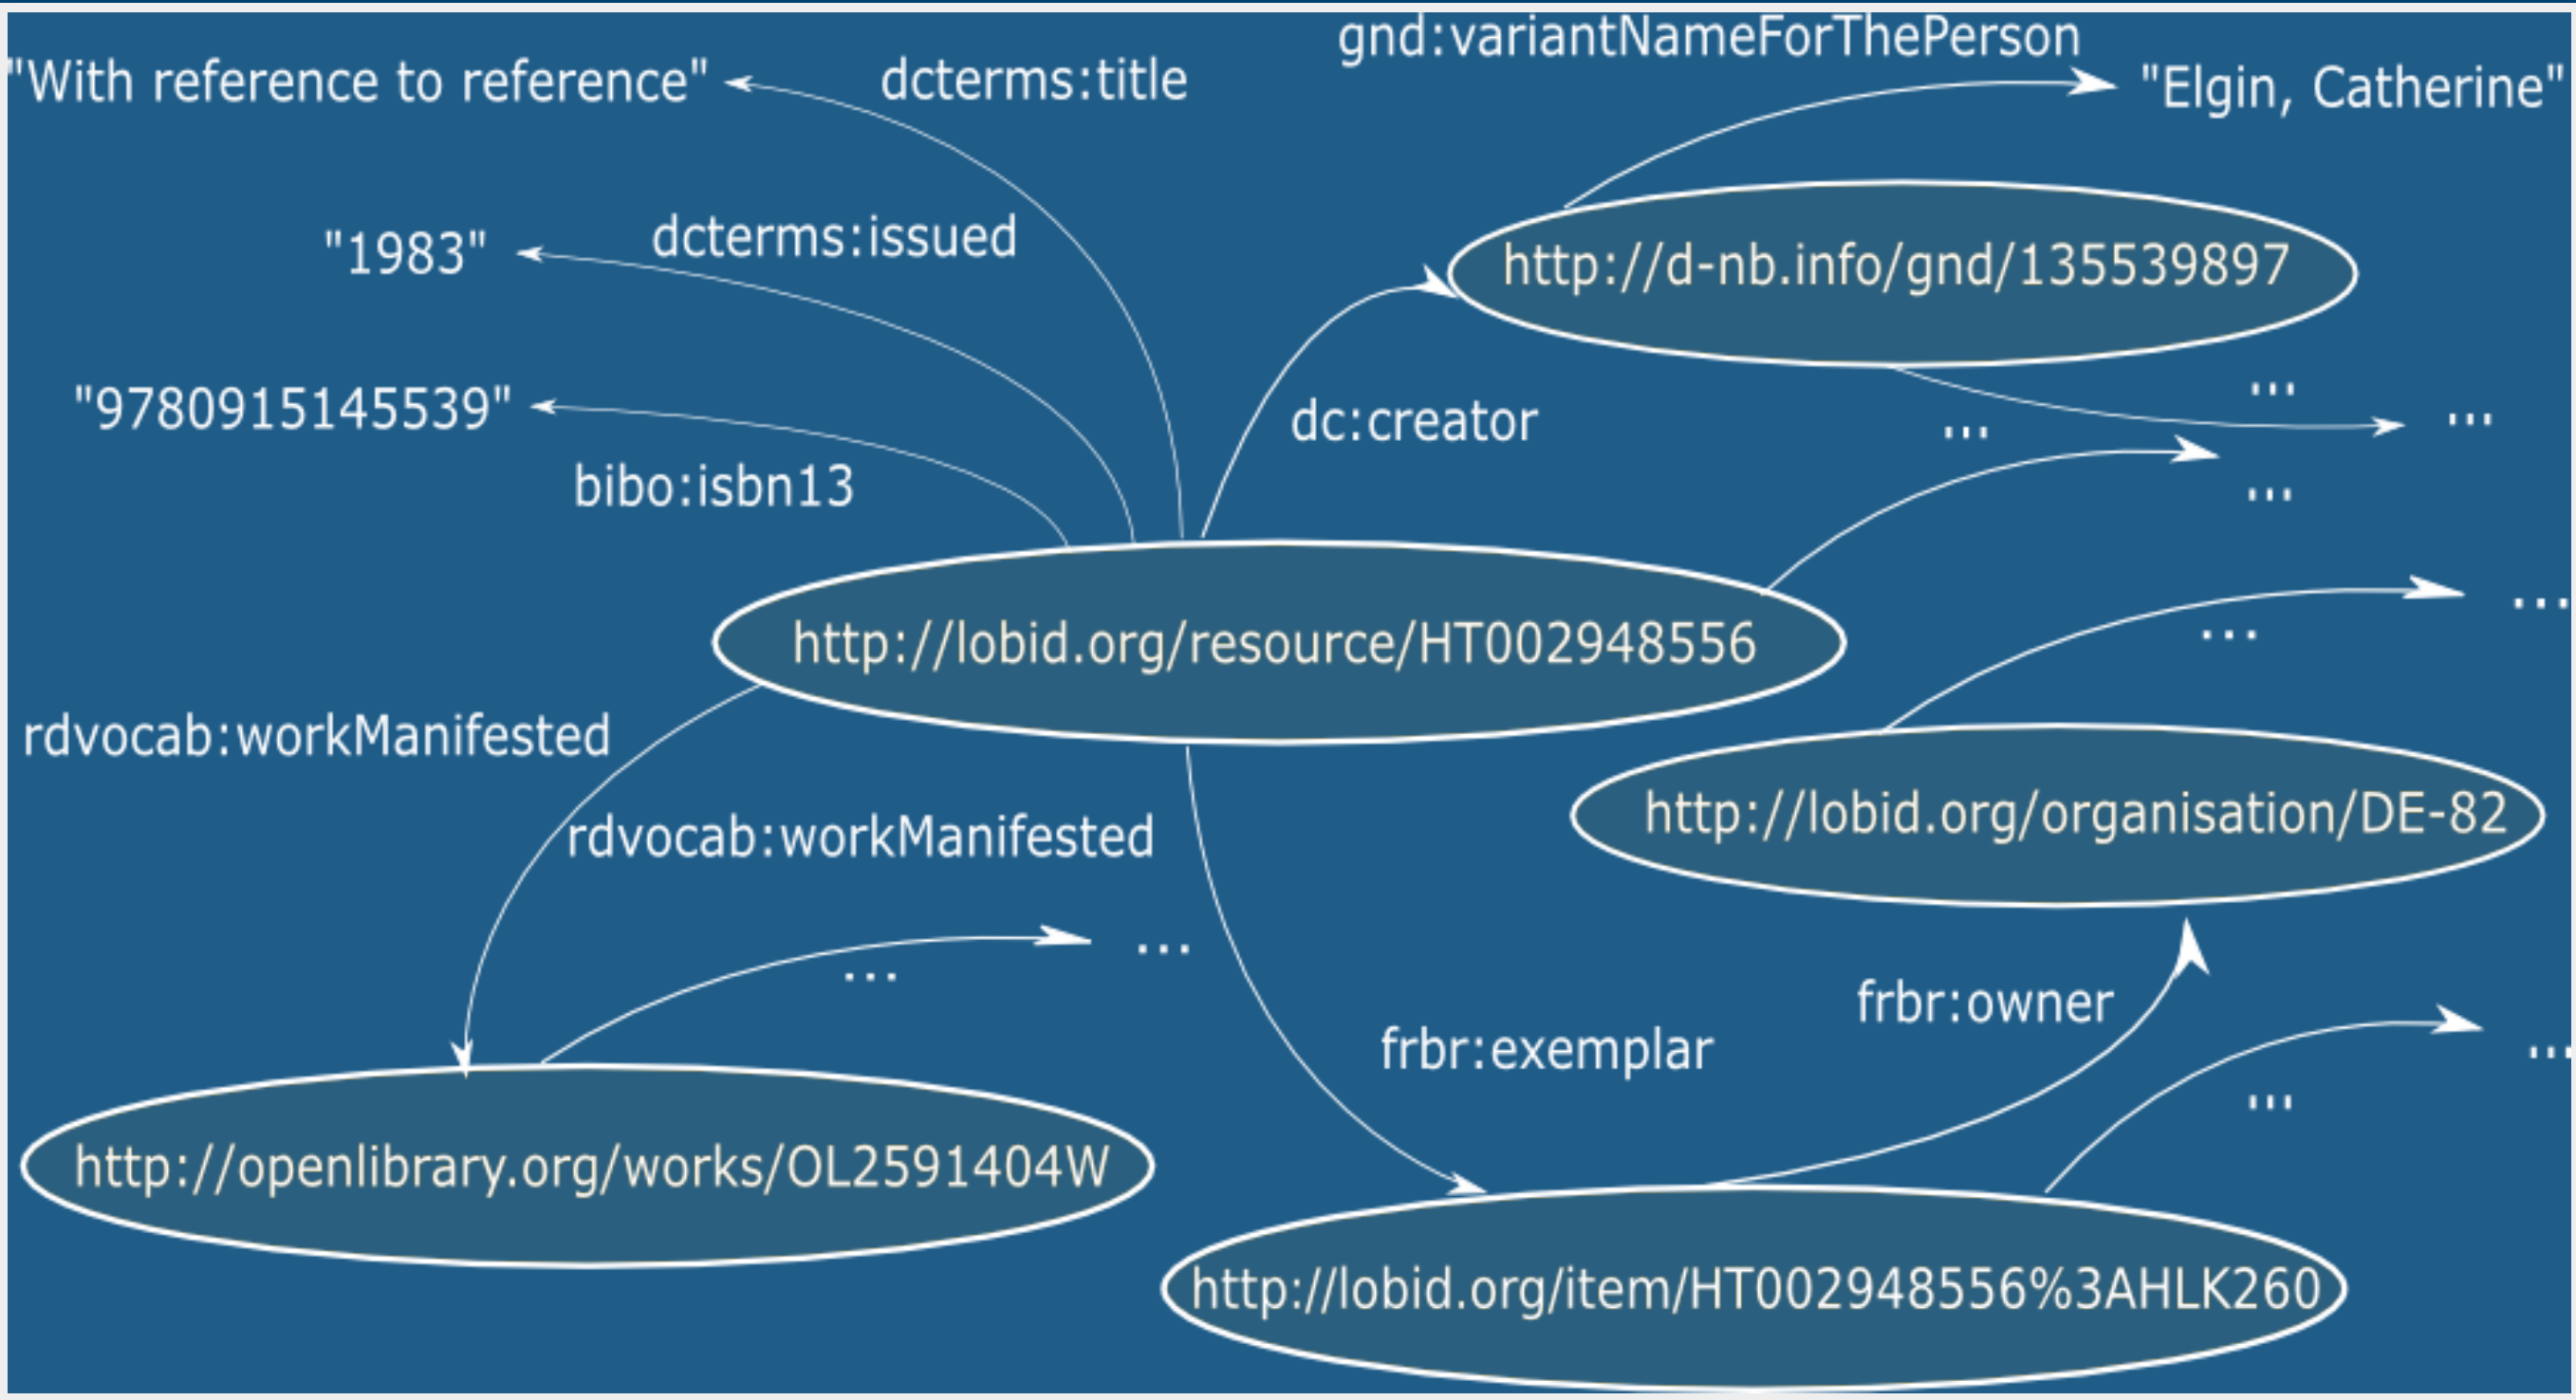 gnd:variantNameForThePerson
"With reference to reference"
dcterms:title
"Elgin, Catherine"
"1983"
dcterms:issued
http://d-nb.info/gnd/135539897
"9780915145539"
dc:creator
...
...
...
bibo:isbn13
...
http://lobid.org/resource/HT002948556
...
...
rdvocab:workManifested
http://lobid.org/organisation/DE-82
rdvocab:workManifested
...
...
frbr:owner
frbr:exemplar
...
...
http://openlibrary.org/works/OL2591404W
http://lobid.org/item/HT002948556%3AHLK260